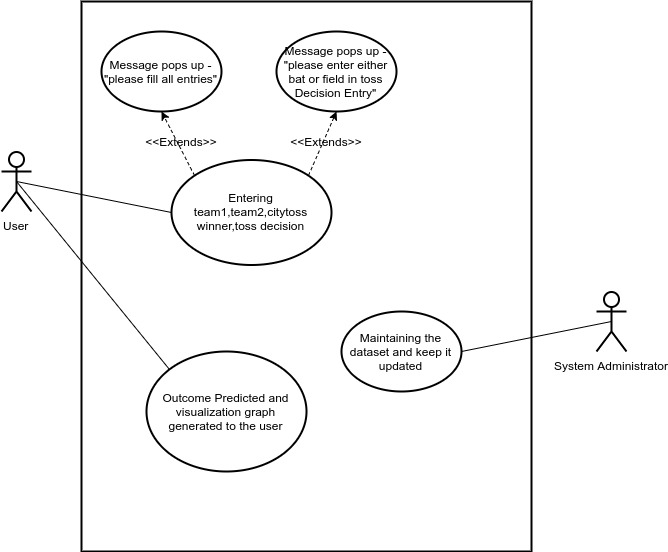 Message pops up -
"please fill all entries"
Message pops up -
"please enter either
bat or field in toss
Decision Entry"
<<Extends>>
<<Extends>>
Entering
team1,team2,citytoss
winner,toss decision
User
Maintaining the
dataset and keep it
updated
System Administrator
Outcome Predicted and
visualization graph
generated to the user